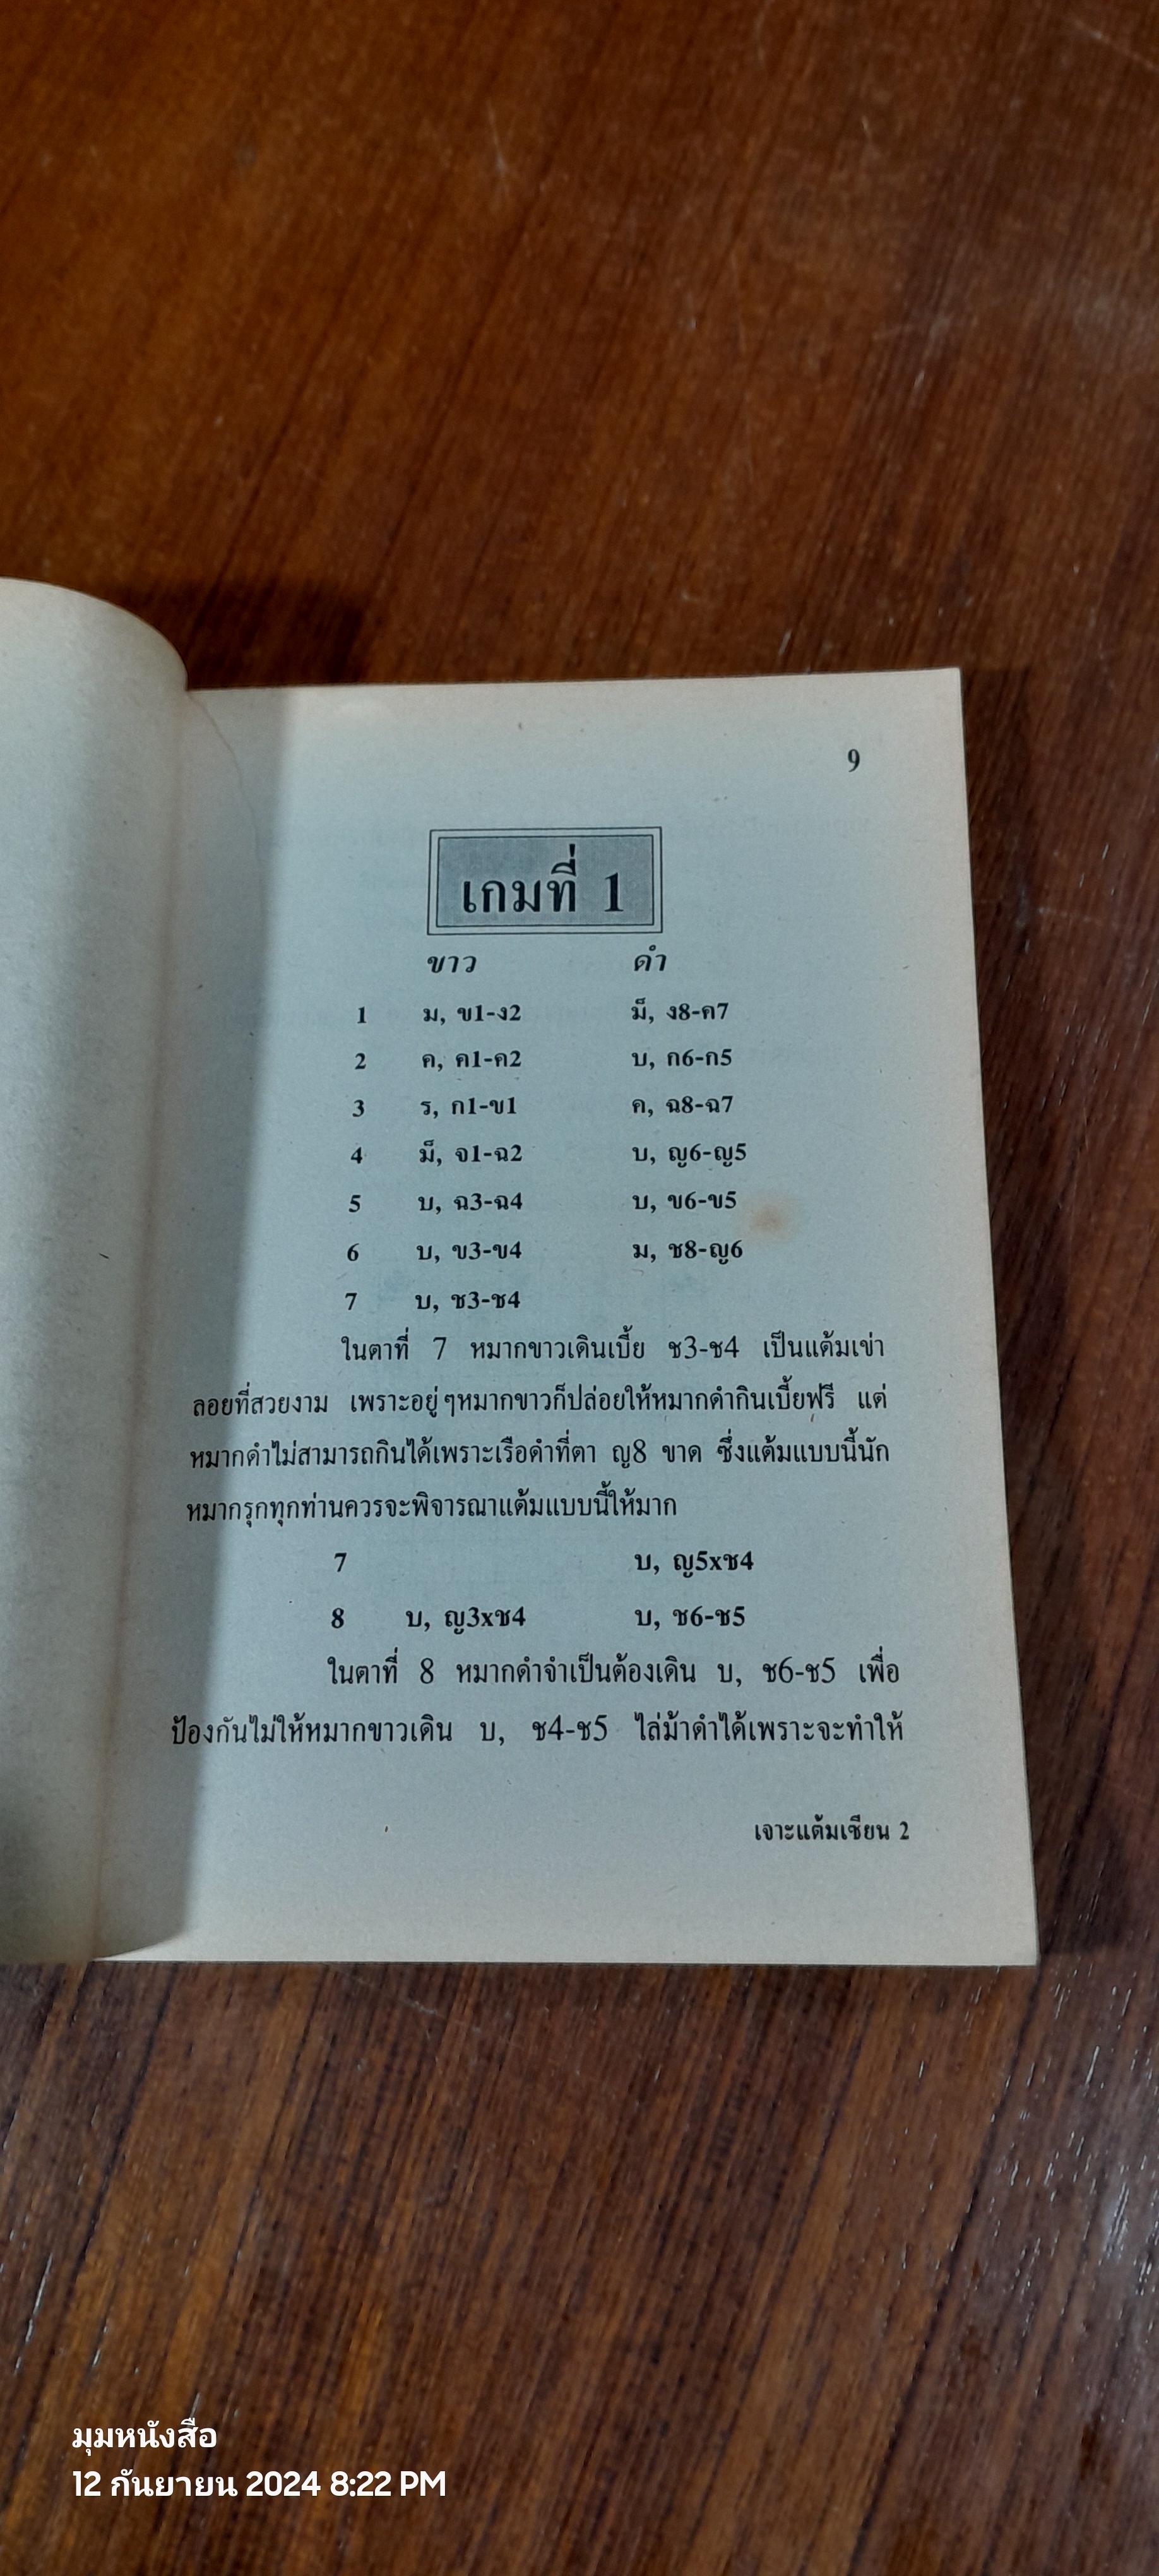 9
เกมที่ 1
ขาว ดำ
1 ม, ข1-ง2 ม็, ง8-ค7
2 ค, ค1-ค2 บ, ก6-ก5
3 ร, ก1-ข1 ค, ฉ8-ฉ7
4 ม็, จ1-ฉ2 บ, ญ6-ญ5
5 บ, ฉ3-ฉ4 บ, ข6-ข5
6 บ, ข3-ข4 ม, ช8-ญ6
7 บ, ช3-ช4
ในตาที่ 7 หมากขาวเดินเบี้ย ช3-ช4 เป็นแต้มเข่า
ลอยที่สวยงาม เพราะอยู่ๆหมากขาวก็ปล่อยให้หมากดำกินเบี้ยฟรี แต่
หมากดำไม่สามารถกินได้เพราะเรือดำที่ตา ญ8 ขาด ซึ่งแต้มแบบนี้นัก
หมากรุกทุกท่านควรจะพิจารณาแต้มแบบนี้ให้มาก
7 บ, ญ5xช4
8 บ, ญ3xช4 บ, ช6-ช5
ในตาที่ 8 หมากดำจำเป็นต้องเดิน บ, ช6-ช5 เพื่อ
ป้องกันไม่ให้หมากขาวเดิน บ, ช4-ช5 ไล่ม้าดำได้เพราะจะทำให้
เจาะแต้มเซียน 2
มุมหนังสือ
12 กันยายน 2024 8:22 PM